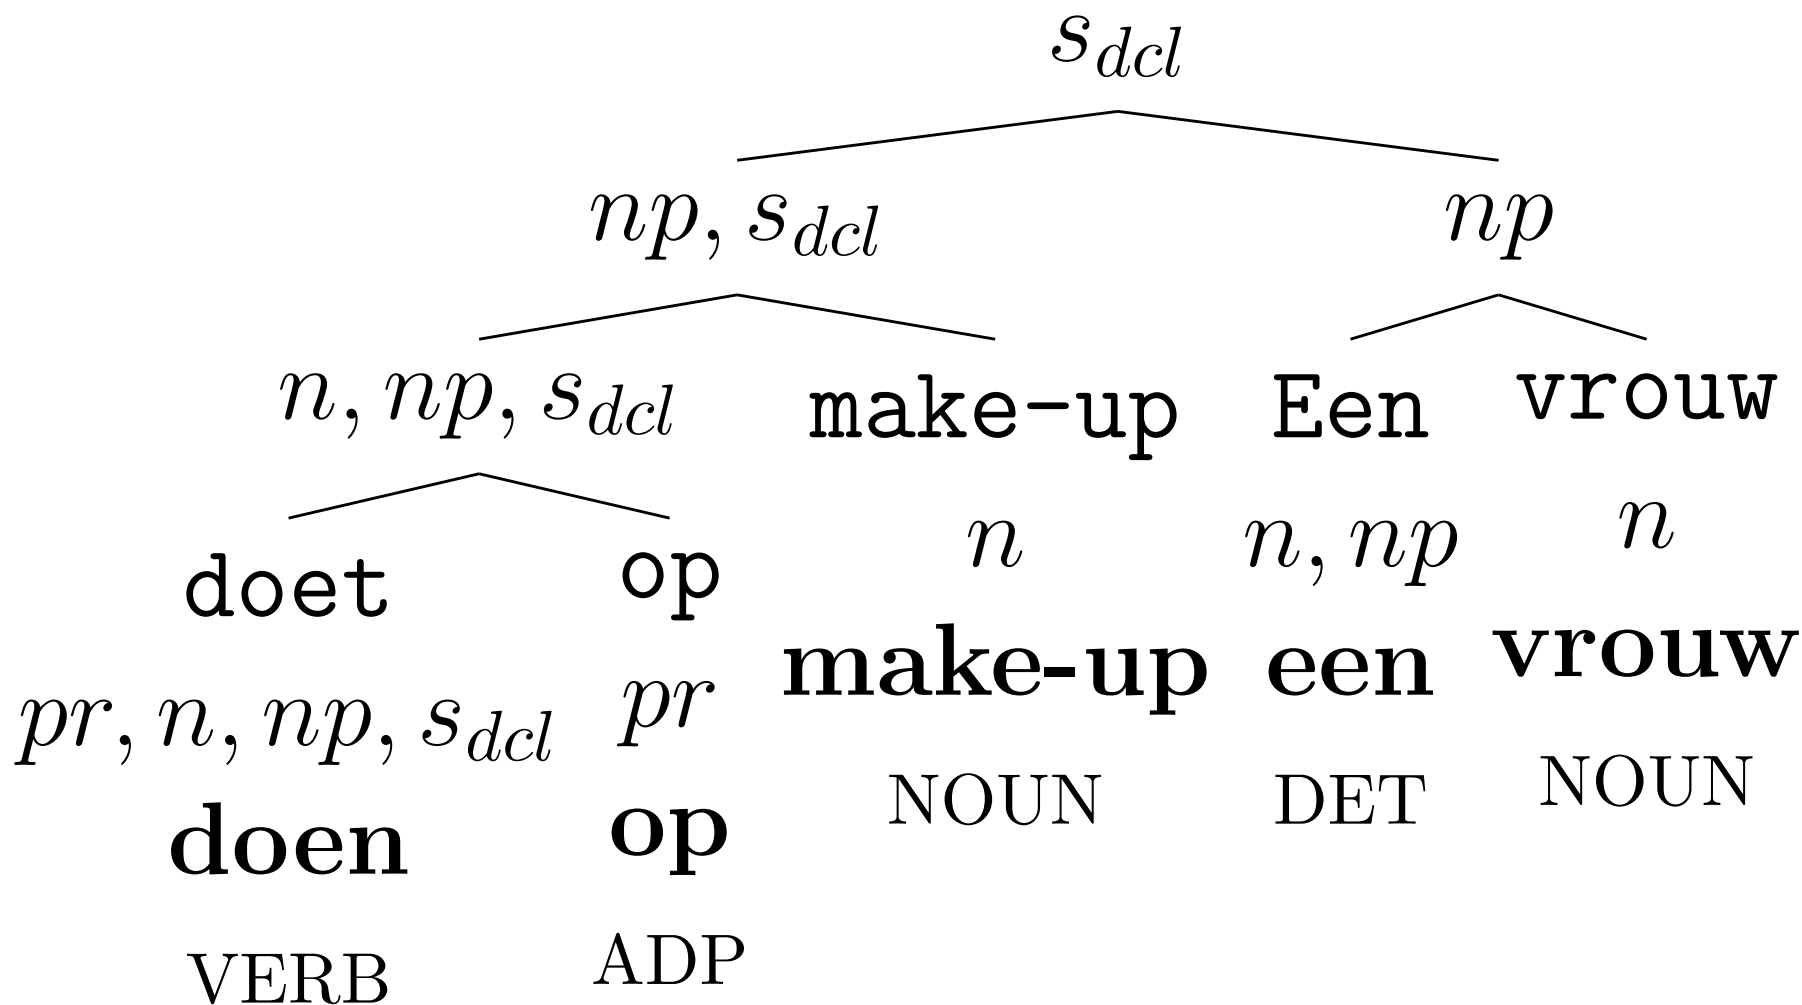 s_dcl
np, s_dcl np
n, np, s_dcl make-up Een vrouw
n n, np n
doet op
make-up een vrouw
pr, n, np, s_dcl pr
NOUN DET NOUN
doen op
VERB ADP